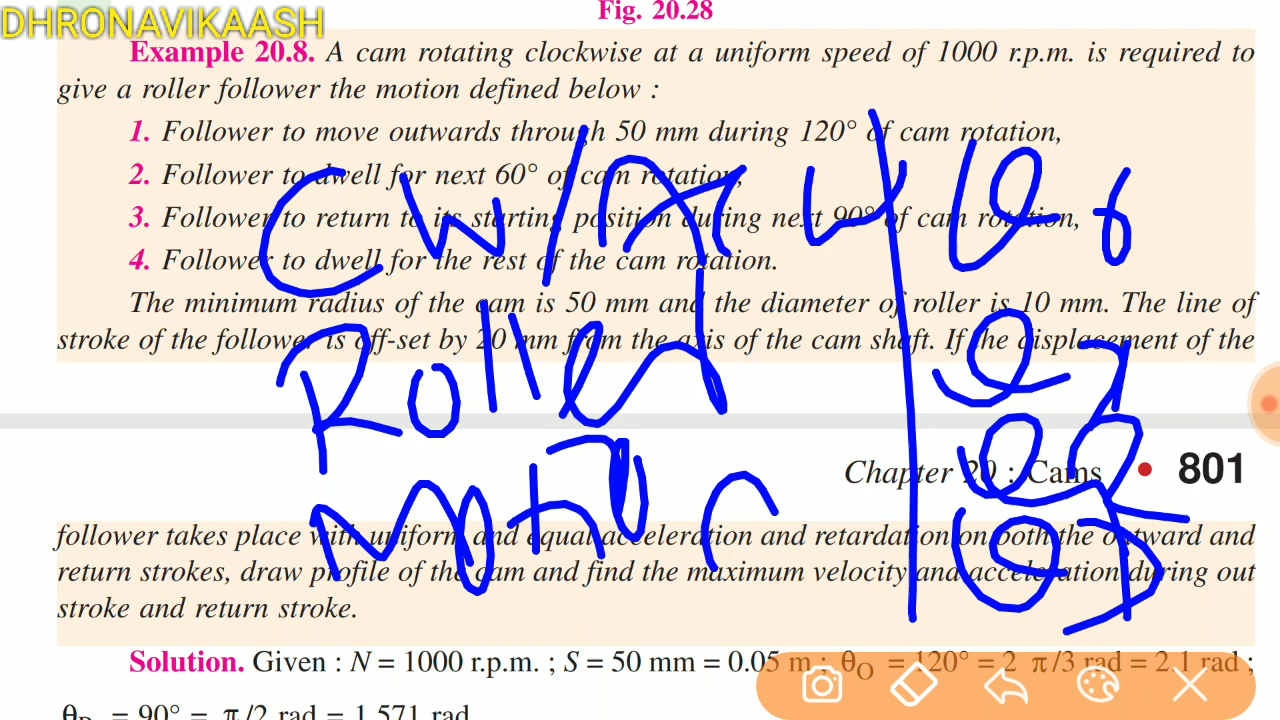 Fig. 20.28
DHRONAVIKAASH
Example 20.8. A cam rotating clockwise at a uniform speed of 1000 r.p.m. is required to
give a roller follower the motion defined below :
1. Follower to move outwards through 50 mm during 120° of cam rotation,
2. Follower to dwell for next 60° of cam rotation,
3. Follower to return to its starting position during next 90° of cam rotation,
4. Follower to dwell for the rest of the cam rotation.
The minimum radius of the cam is 50 mm and the diameter of roller is 10 mm. The line of
stroke of the follower is off-set by 20 mm from the axis of the cam shaft. If the displacement of the
Chapter 20 : Cams • 801
follower takes place with uniform and equal acceleration and retardation on both the outward and
return strokes, draw profile of the cam and find the maximum velocity and acceleration during out
stroke and return stroke.
Solution. Given : N = 1000 r.p.m. ; S = 50 mm = 0.05 m ; θO = 120° = 2 π/3 rad = 2.1 rad ;
θR = 90° = π/2 rad = 1.571 rad
Roller